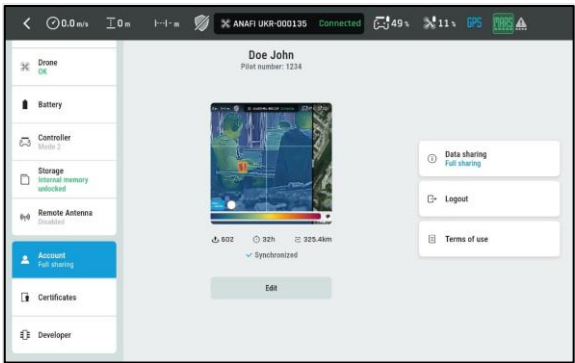 0.0 m/s 0 m - m ANAFI UKR-000135 Connected 49 % 11 % GPS MARS
Drone
OK
Battery
Controller
Mode 2
Storage
internal memory
unlocked
Remote Antenna
Disabled
Account
Full sharing
Certificates
Developer
Doe John
Pilot number: 1234
602 32h 325.4km
Synchronized
Edit
Data sharing
Full sharing
Logout
Terms of use